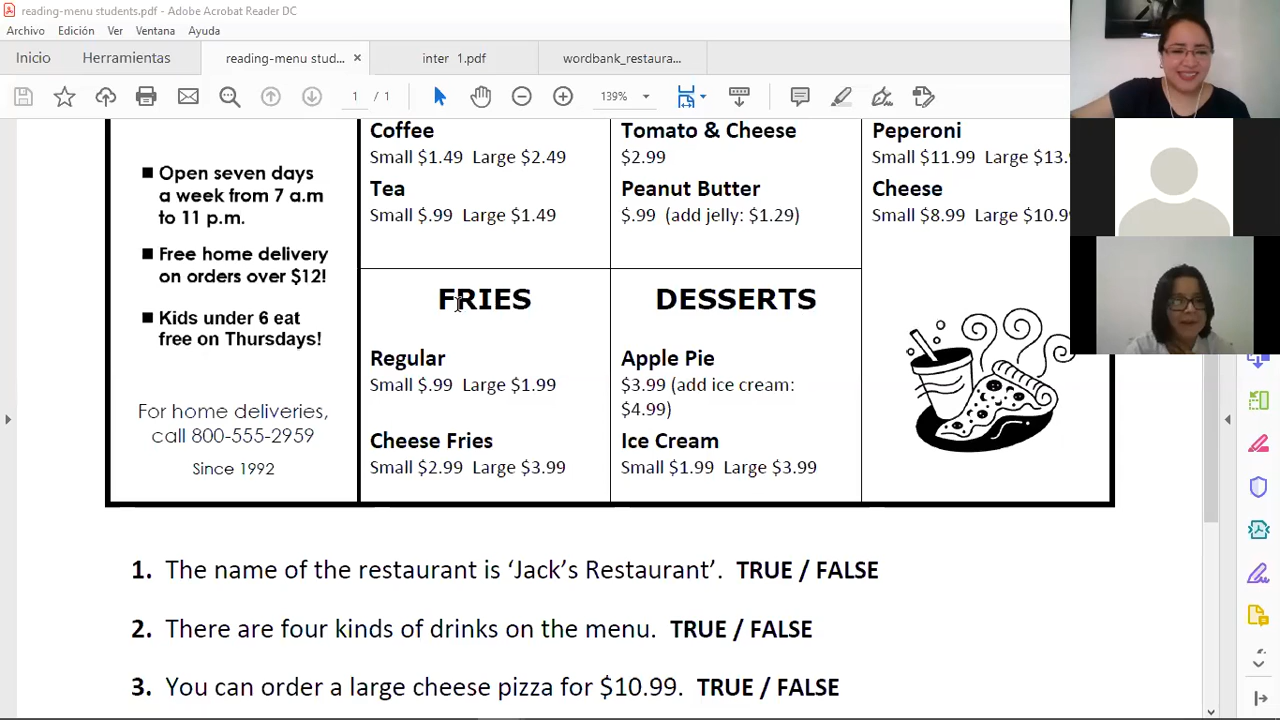 reading-menu students.pdf - Adobe Acrobat Reader DC
Archivo Edición Ver Ventana Ayuda
Inicio Herramientas reading-menu stud... × inter 1.pdf wordbank_restaura...
1 / 1 139%
Open seven days
a week from 7 a.m
to 11 p.m.
Free home delivery
on orders over $12!
Kids under 6 eat
free on Thursdays!
For home deliveries,
call 800-555-2959
Since 1992
Coffee
Small $1.49 Large $2.49
Tea
Small $.99 Large $1.49
Tomato & Cheese
$2.99
Peanut Butter
$.99 (add jelly: $1.29)
Peperoni
Small $11.99 Large $13.
Cheese
Small $8.99 Large $10.99
FRIES
Regular
Small $.99 Large $1.99
Cheese Fries
Small $2.99 Large $3.99
DESSERTS
Apple Pie
$3.99 (add ice cream:
$4.99)
Ice Cream
Small $1.99 Large $3.99
1. The name of the restaurant is ‘Jack’s Restaurant’. TRUE / FALSE
2. There are four kinds of drinks on the menu. TRUE / FALSE
3. You can order a large cheese pizza for $10.99. TRUE / FALSE